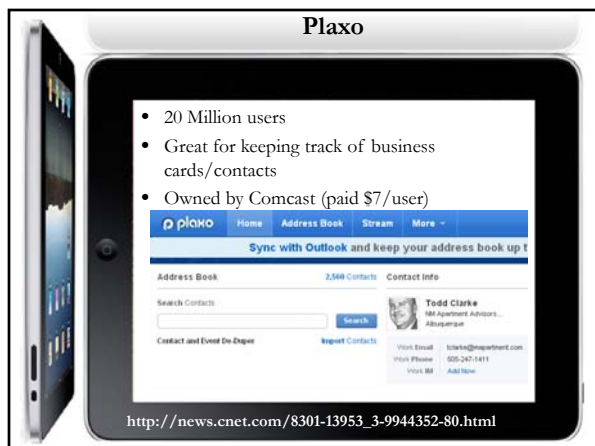 Plaxo
• 20 Million users
• Great for keeping track of business
cards/contacts
• Owned by Comcast (paid $7/user)
plaxo Home Address Book Stream More
Sync with Outlook and keep your address book up t
Address Book 2,560 Contacts Contact Info
Search Contacts
Search
Contact and Event De-Duper Import Contacts
Todd Clarke
NM Apartment Advisors...
Albuquerque
Work Email tclarke@nmapartment.com
Work Phone 505-247-1411
Work IM Add Now
http://news.cnet.com/8301-13953_3-9944352-80.html